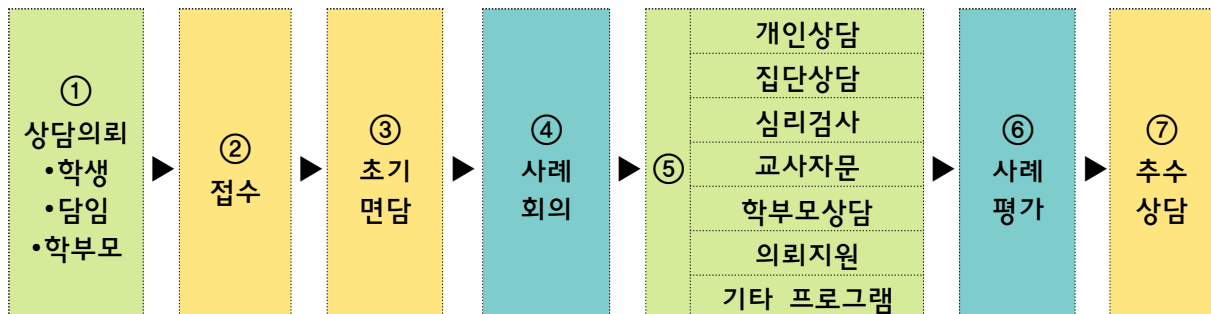 ①
상담의뢰
•학생
•담임
•학부모
▶
②
접수
▶
③
초기
면담
▶
④
사례
회의
▶
⑤
개인상담
집단상담
심리검사
교사자문
학부모상담
의뢰지원
기타 프로그램
▶
⑥
사례
평가
▶
⑦
추수
상담